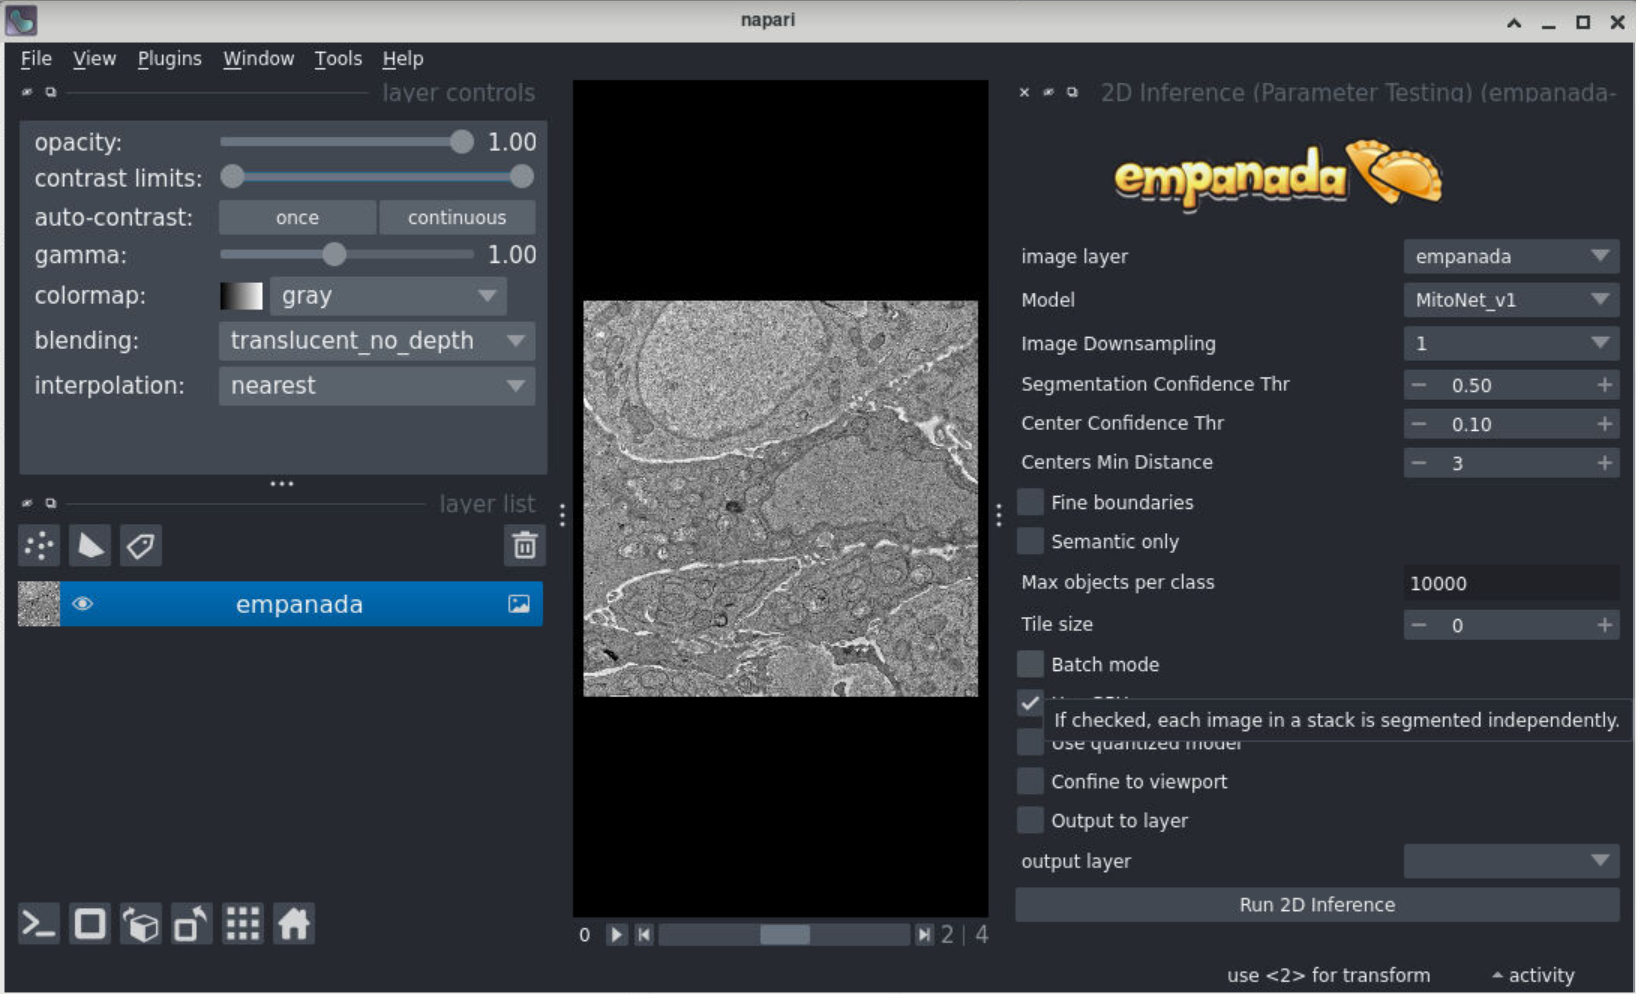 napari
File View Plugins Window Tools Help
layer controls
opacity: 1.00
contrast limits:
auto-contrast: once continuous
gamma: 1.00
colormap: gray
blending: translucent_no_depth
interpolation: nearest
layer list
empanada
0 2 | 4
2D Inference (Parameter Testing) (empanada-
empanada
image layer empanada
Model MitoNet_v1
Image Downsampling 1
Segmentation Confidence Thr 0.50
Center Confidence Thr 0.10
Centers Min Distance 3
Fine boundaries
Semantic only
Max objects per class 10000
Tile size 0
Batch mode
If checked, each image in a stack is segmented independently.
Use quantized model
Confine to viewport
Output to layer
output layer
Run 2D Inference
use <2> for transform activity